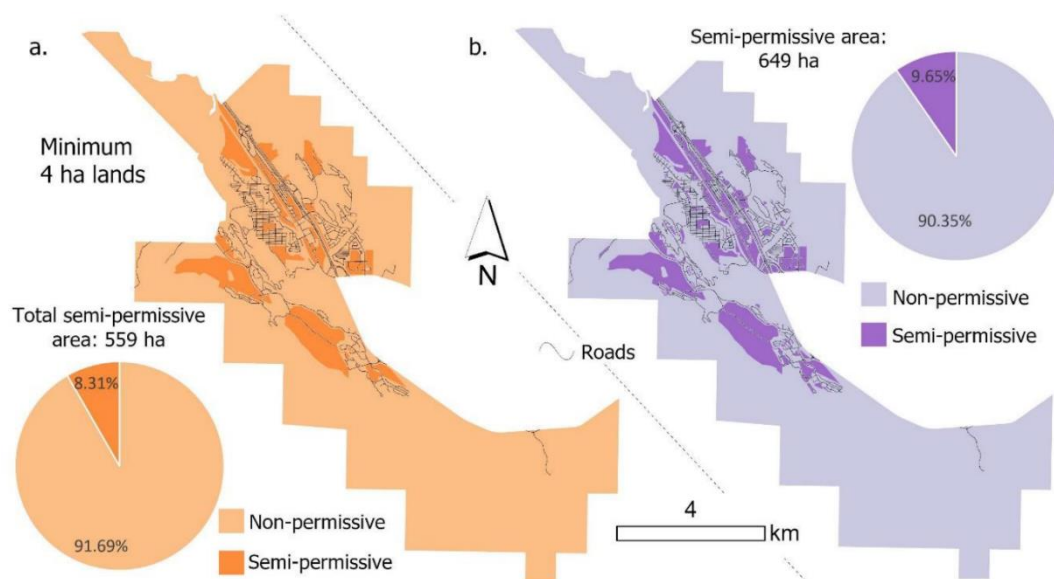 a.
Minimum
4 ha lands
Total semi-permissive
area: 559 ha
8.31%
91.69%
Non-permissive
Semi-permissive
N
Roads
4
km
b.
Semi-permissive area:
649 ha
9.65%
90.35%
Non-permissive
Semi-permissive